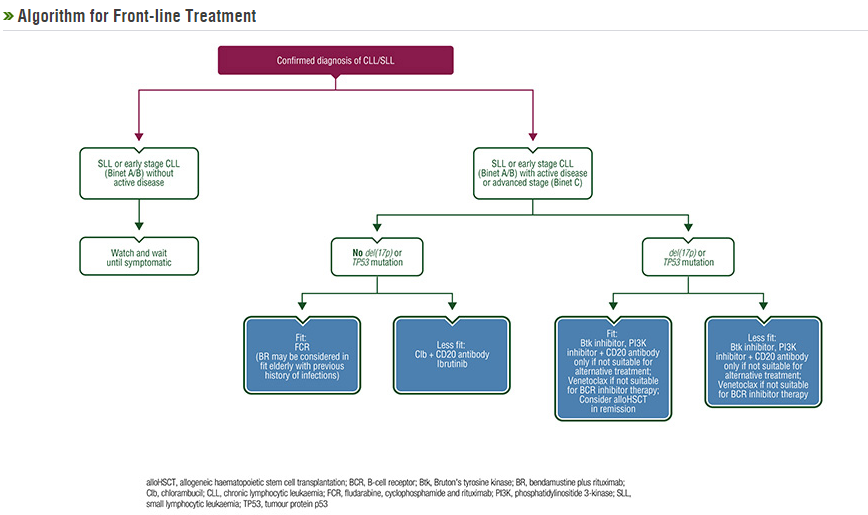 » Algorithm for Front-line Treatment
Confirmed diagnosis of CLL/SLL
SLL or early stage CLL
(Binet A/B) without
active disease
SLL or early stage CLL
(Binet A/B) with active disease
or advanced stage (Binet C)
Watch and wait
until symptomatic
No del(17p) or
TP53 mutation
del(17p) or
TP53 mutation
Fit:
FCR
(BR may be considered in
fit elderly with previous
history of infections)
Less fit:
Clb + CD20 antibody
Ibrutinib
Fit:
Btk inhibitor, PI3K
inhibitor + CD20 antibody
only if not suitable for
alternative treatment;
Venetoclax if not suitable
for BCR inhibitor therapy;
Consider alloHSCT
in remission
Less fit:
Btk inhibitor, PI3K
inhibitor + CD20 antibody
only if not suitable for
alternative treatment;
Venetoclax if not suitable
for BCR inhibitor therapy
alloHSCT, allogeneic haematopoietic stem cell transplantation; BCR, B-cell receptor; Btk, Bruton's tyrosine kinase; BR, bendamustine plus rituximab;
Clb, chlorambucil; CLL, chronic lymphocytic leukaemia; FCR, fludarabine, cyclophosphamide and rituximab; PI3K, phosphatidylinositide 3-kinase; SLL,
small lymphocytic leukaemia; TP53, tumour protein p53